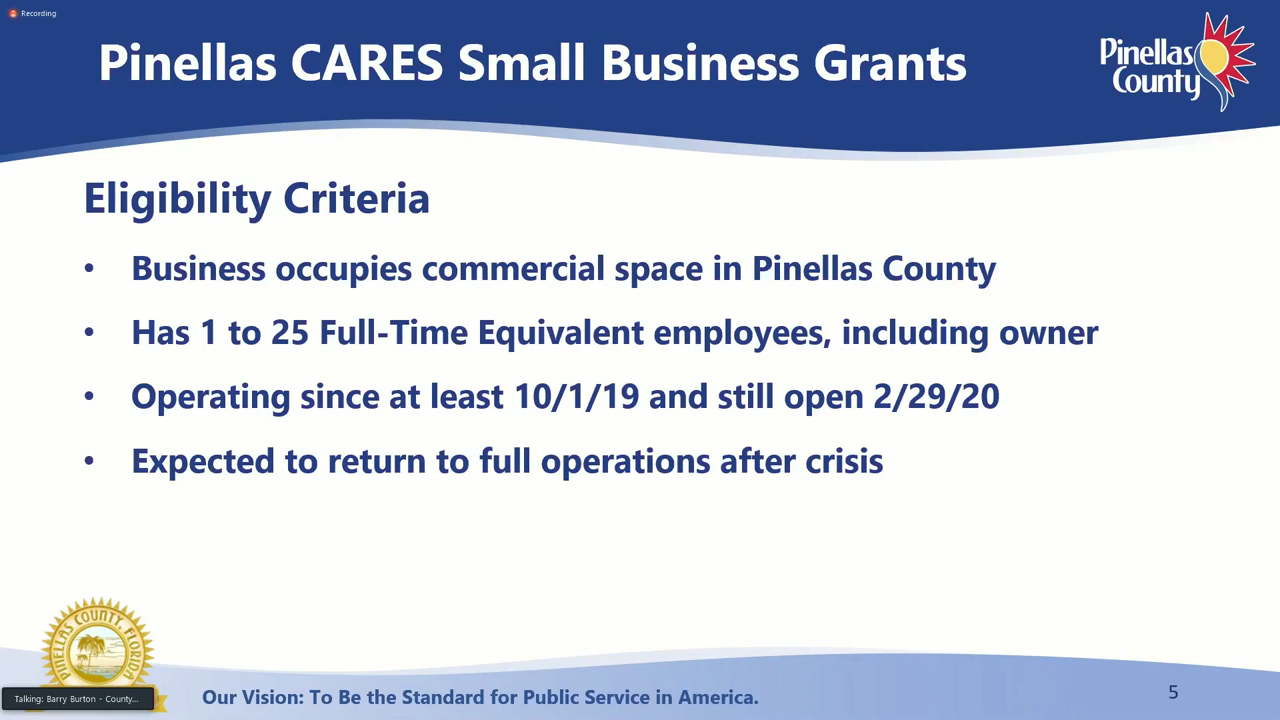 Recording
Pinellas CARES Small Business Grants
Pinellas
County
Eligibility Criteria
• Business occupies commercial space in Pinellas County
• Has 1 to 25 Full-Time Equivalent employees, including owner
• Operating since at least 10/1/19 and still open 2/29/20
• Expected to return to full operations after crisis
PINELLAS COUNTY, FLORIDA
Talking: Barry Burton - County...
Our Vision: To Be the Standard for Public Service in America.
5